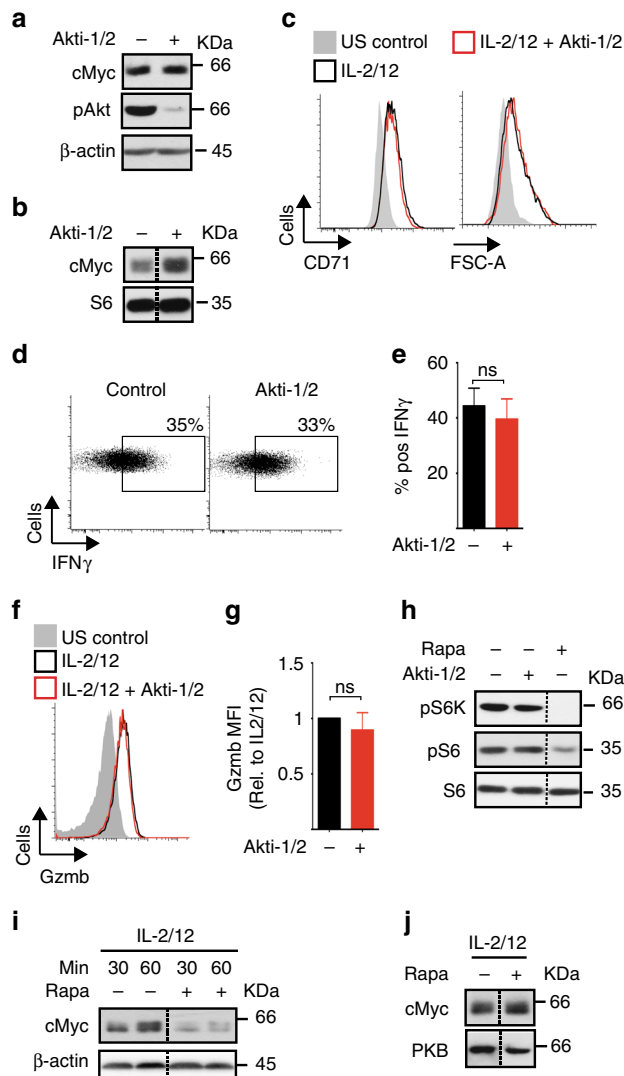 a
Akti-1/2 – + KDa
cMyc 66
pAkt 66
β-actin 45
b
Akti-1/2 – + KDa
cMyc 66
S6 35
c
US control
IL-2/12
IL-2/12 + Akti-1/2
Cells
CD71
FSC-A
d
Control
Akti-1/2
35%
33%
Cells
IFNγ
e
60
40
20
% pos IFNγ
ns
Akti-1/2 – +
f
US control
IL-2/12
IL-2/12 + Akti-1/2
Cells
Gzmb
g
1.5
1
0.5
Gzmb MFI
(Rel. to IL2/12)
ns
Akti-1/2 – +
h
Rapa – – +
Akti-1/2 – + – KDa
pS6K 66
pS6 35
S6 35
i
IL-2/12
Min 30 60 30 60
Rapa – – + + KDa
cMyc 66
β-actin 45
j
IL-2/12
Rapa – + KDa
cMyc 66
PKB 66